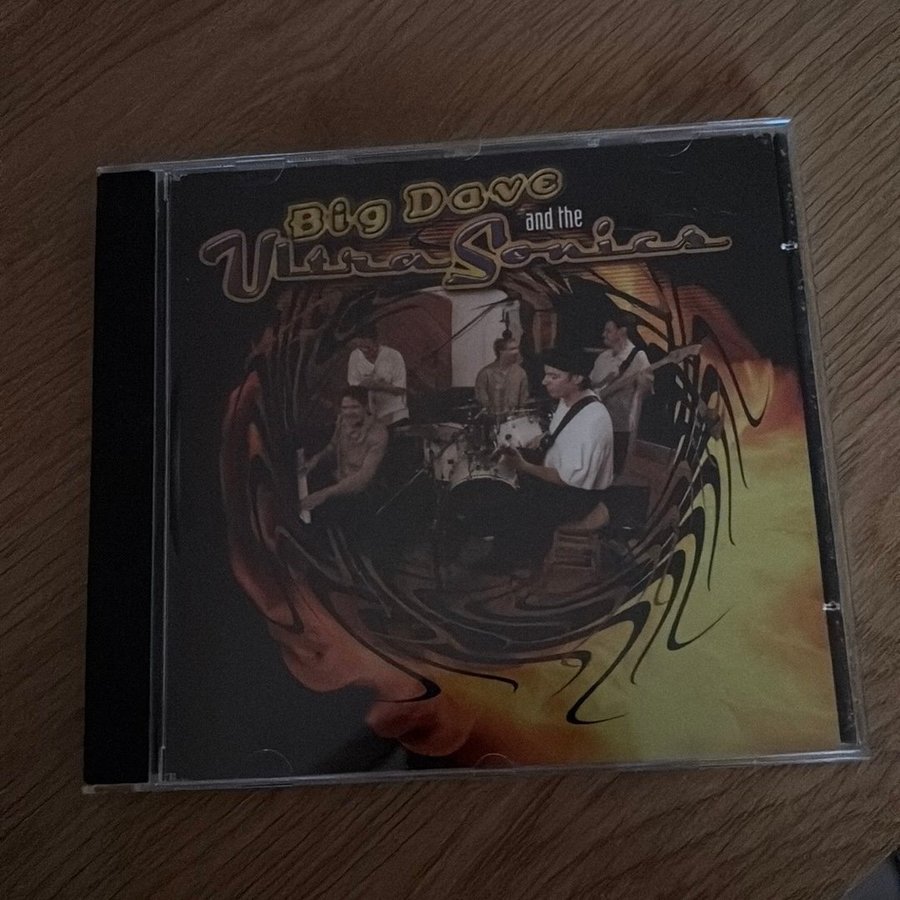 Big Dave
and the
UltraSonics